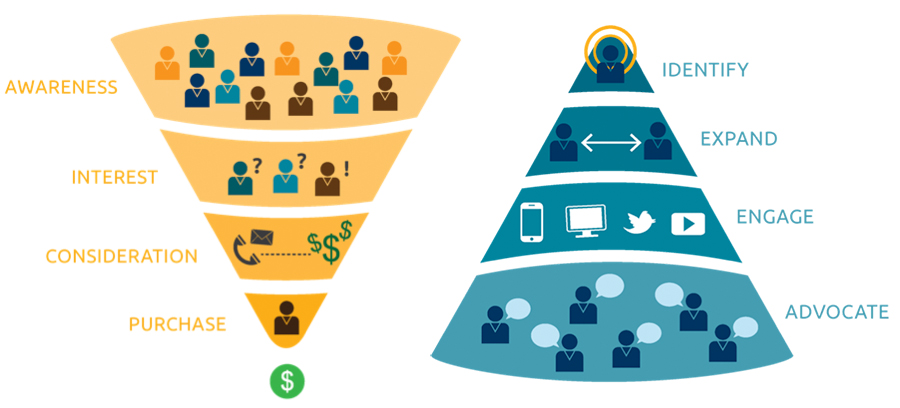 AWARENESS
INTEREST
? ? !
CONSIDERATION
$ $ $
PURCHASE
$
IDENTIFY
EXPAND
ENGAGE
ADVOCATE